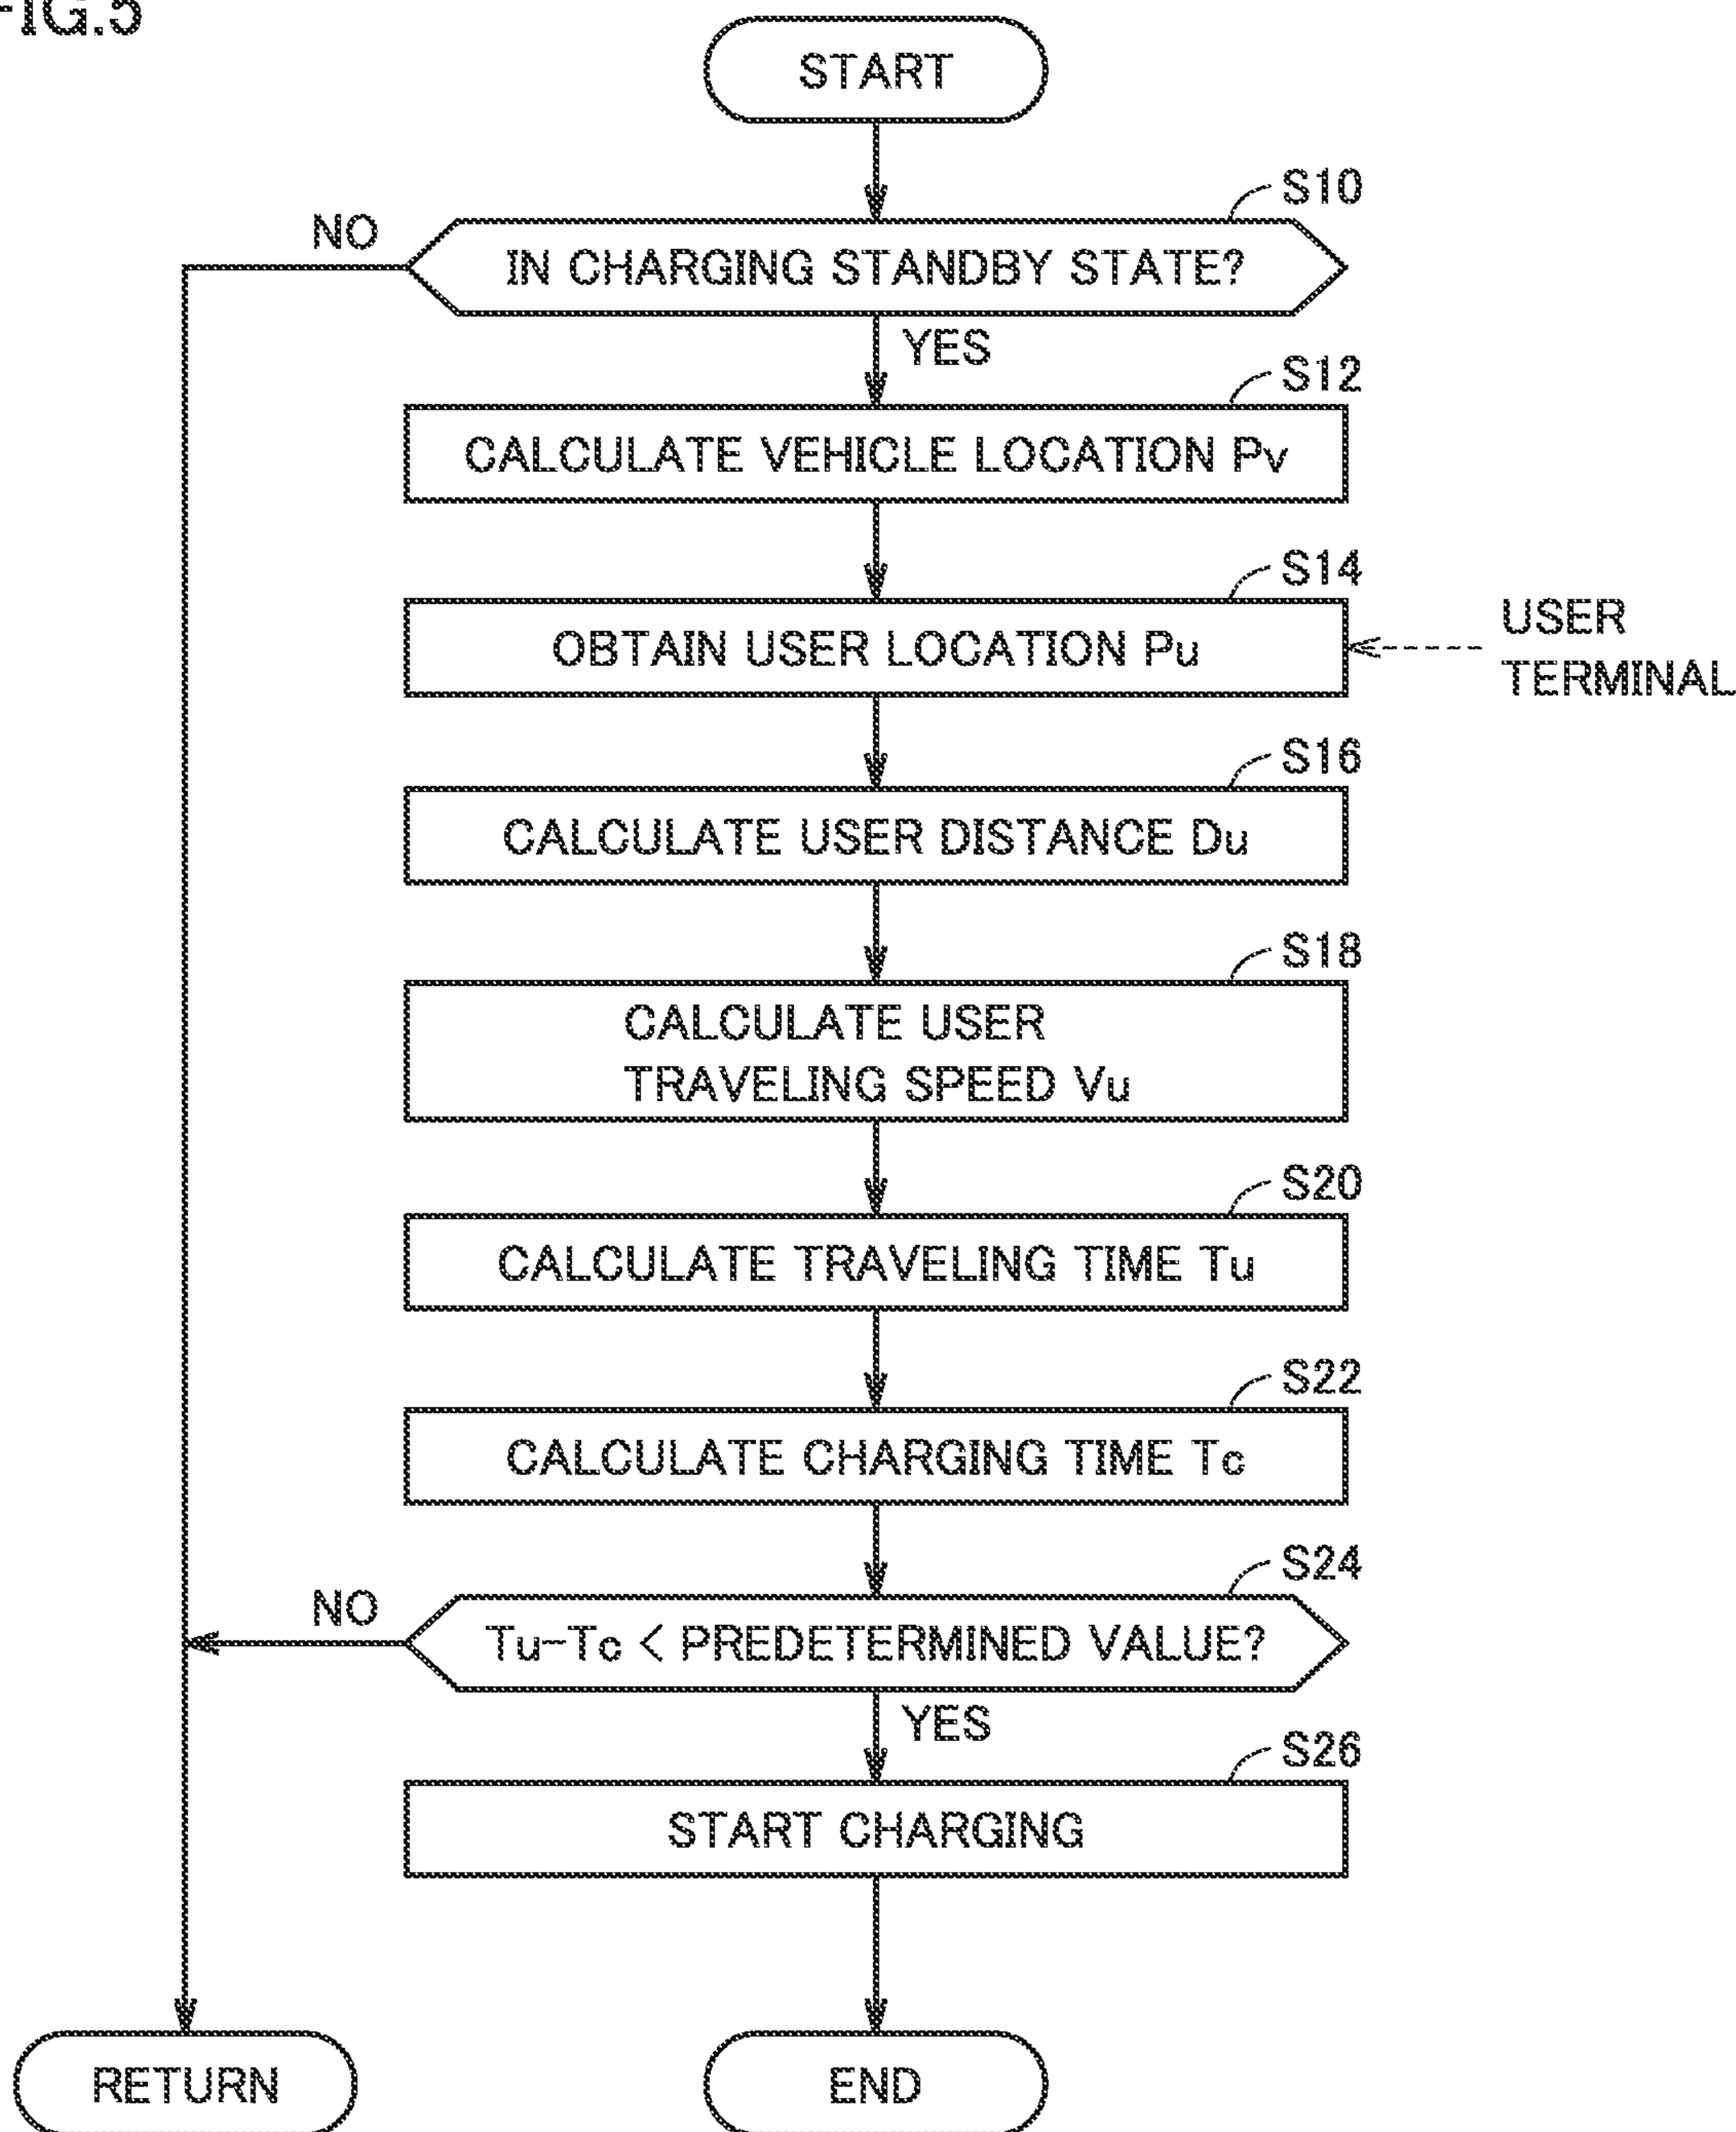 FIG.5
START
S10
NO
IN CHARGING STANDBY STATE?
YES
S12
CALCULATE VEHICLE LOCATION Pv
S14
OBTAIN USER LOCATION Pu
USER
TERMINAL
S16
CALCULATE USER DISTANCE Du
S18
CALCULATE USER
TRAVELING SPEED Vu
S20
CALCULATE TRAVELING TIME Tu
S22
CALCULATE CHARGING TIME Tc
S24
NO
Tu-Tc < PREDETERMINED VALUE?
YES
S26
START CHARGING
RETURN
END